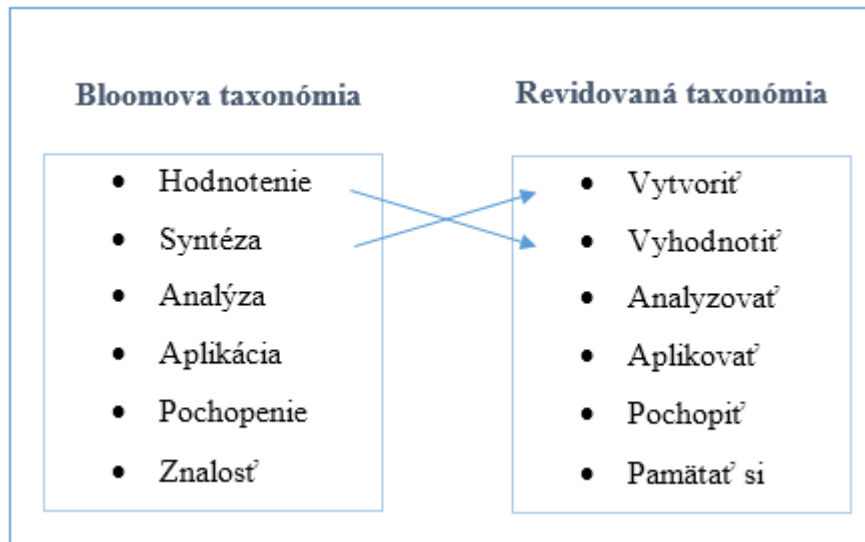 Bloomova taxonómia
• Hodnotenie
• Syntéza
• Analýza
• Aplikácia
• Pochopenie
• Znalosť
Revidovaná taxonómia
• Vytvoriť
• Vyhodnotiť
• Analyzovať
• Aplikovať
• Pochopiť
• Pamätať si